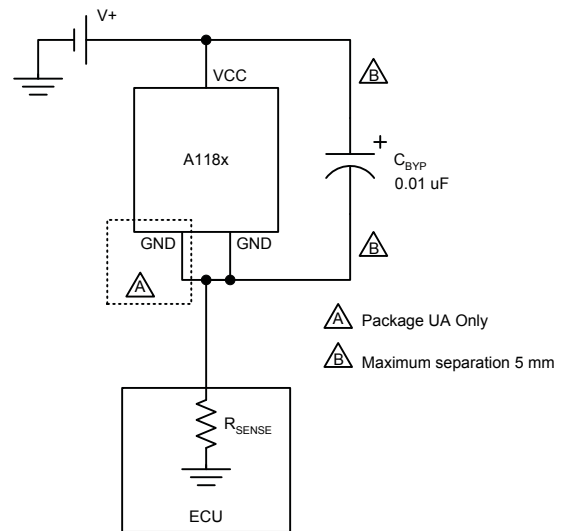 V+
VCC
B
A118x
+
C_BYP
0.01 uF
GND GND
B
A
A Package UA Only
B Maximum separation 5 mm
R_SENSE
ECU